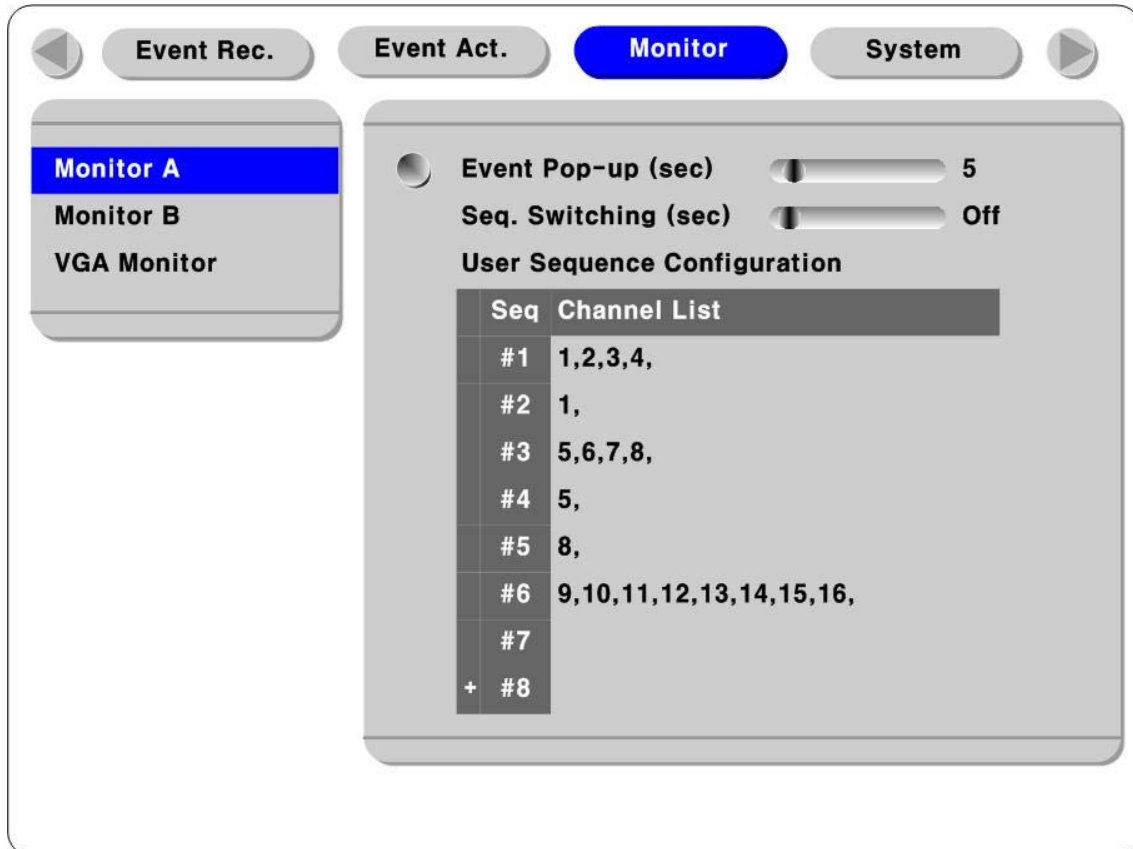 Event Rec. Event Act. Monitor System
Monitor A
Monitor B
VGA Monitor
Event Pop-up (sec) 5
Seq. Switching (sec) Off
User Sequence Configuration
Seq Channel List
#1 1,2,3,4,
#2 1,
#3 5,6,7,8,
#4 5,
#5 8,
#6 9,10,11,12,13,14,15,16,
#7
+ #8